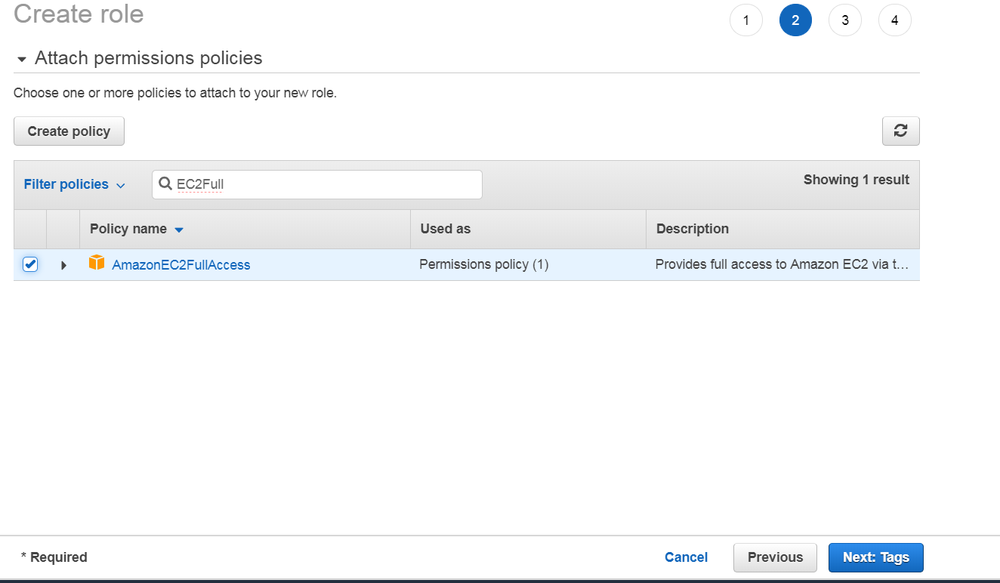 Create role
1 2 3 4
Attach permissions policies
Choose one or more policies to attach to your new role.
Create policy
Filter policies EC2Full Showing 1 result
Policy name Used as Description
AmazonEC2FullAccess Permissions policy (1) Provides full access to Amazon EC2 via t…
* Required Cancel Previous Next: Tags